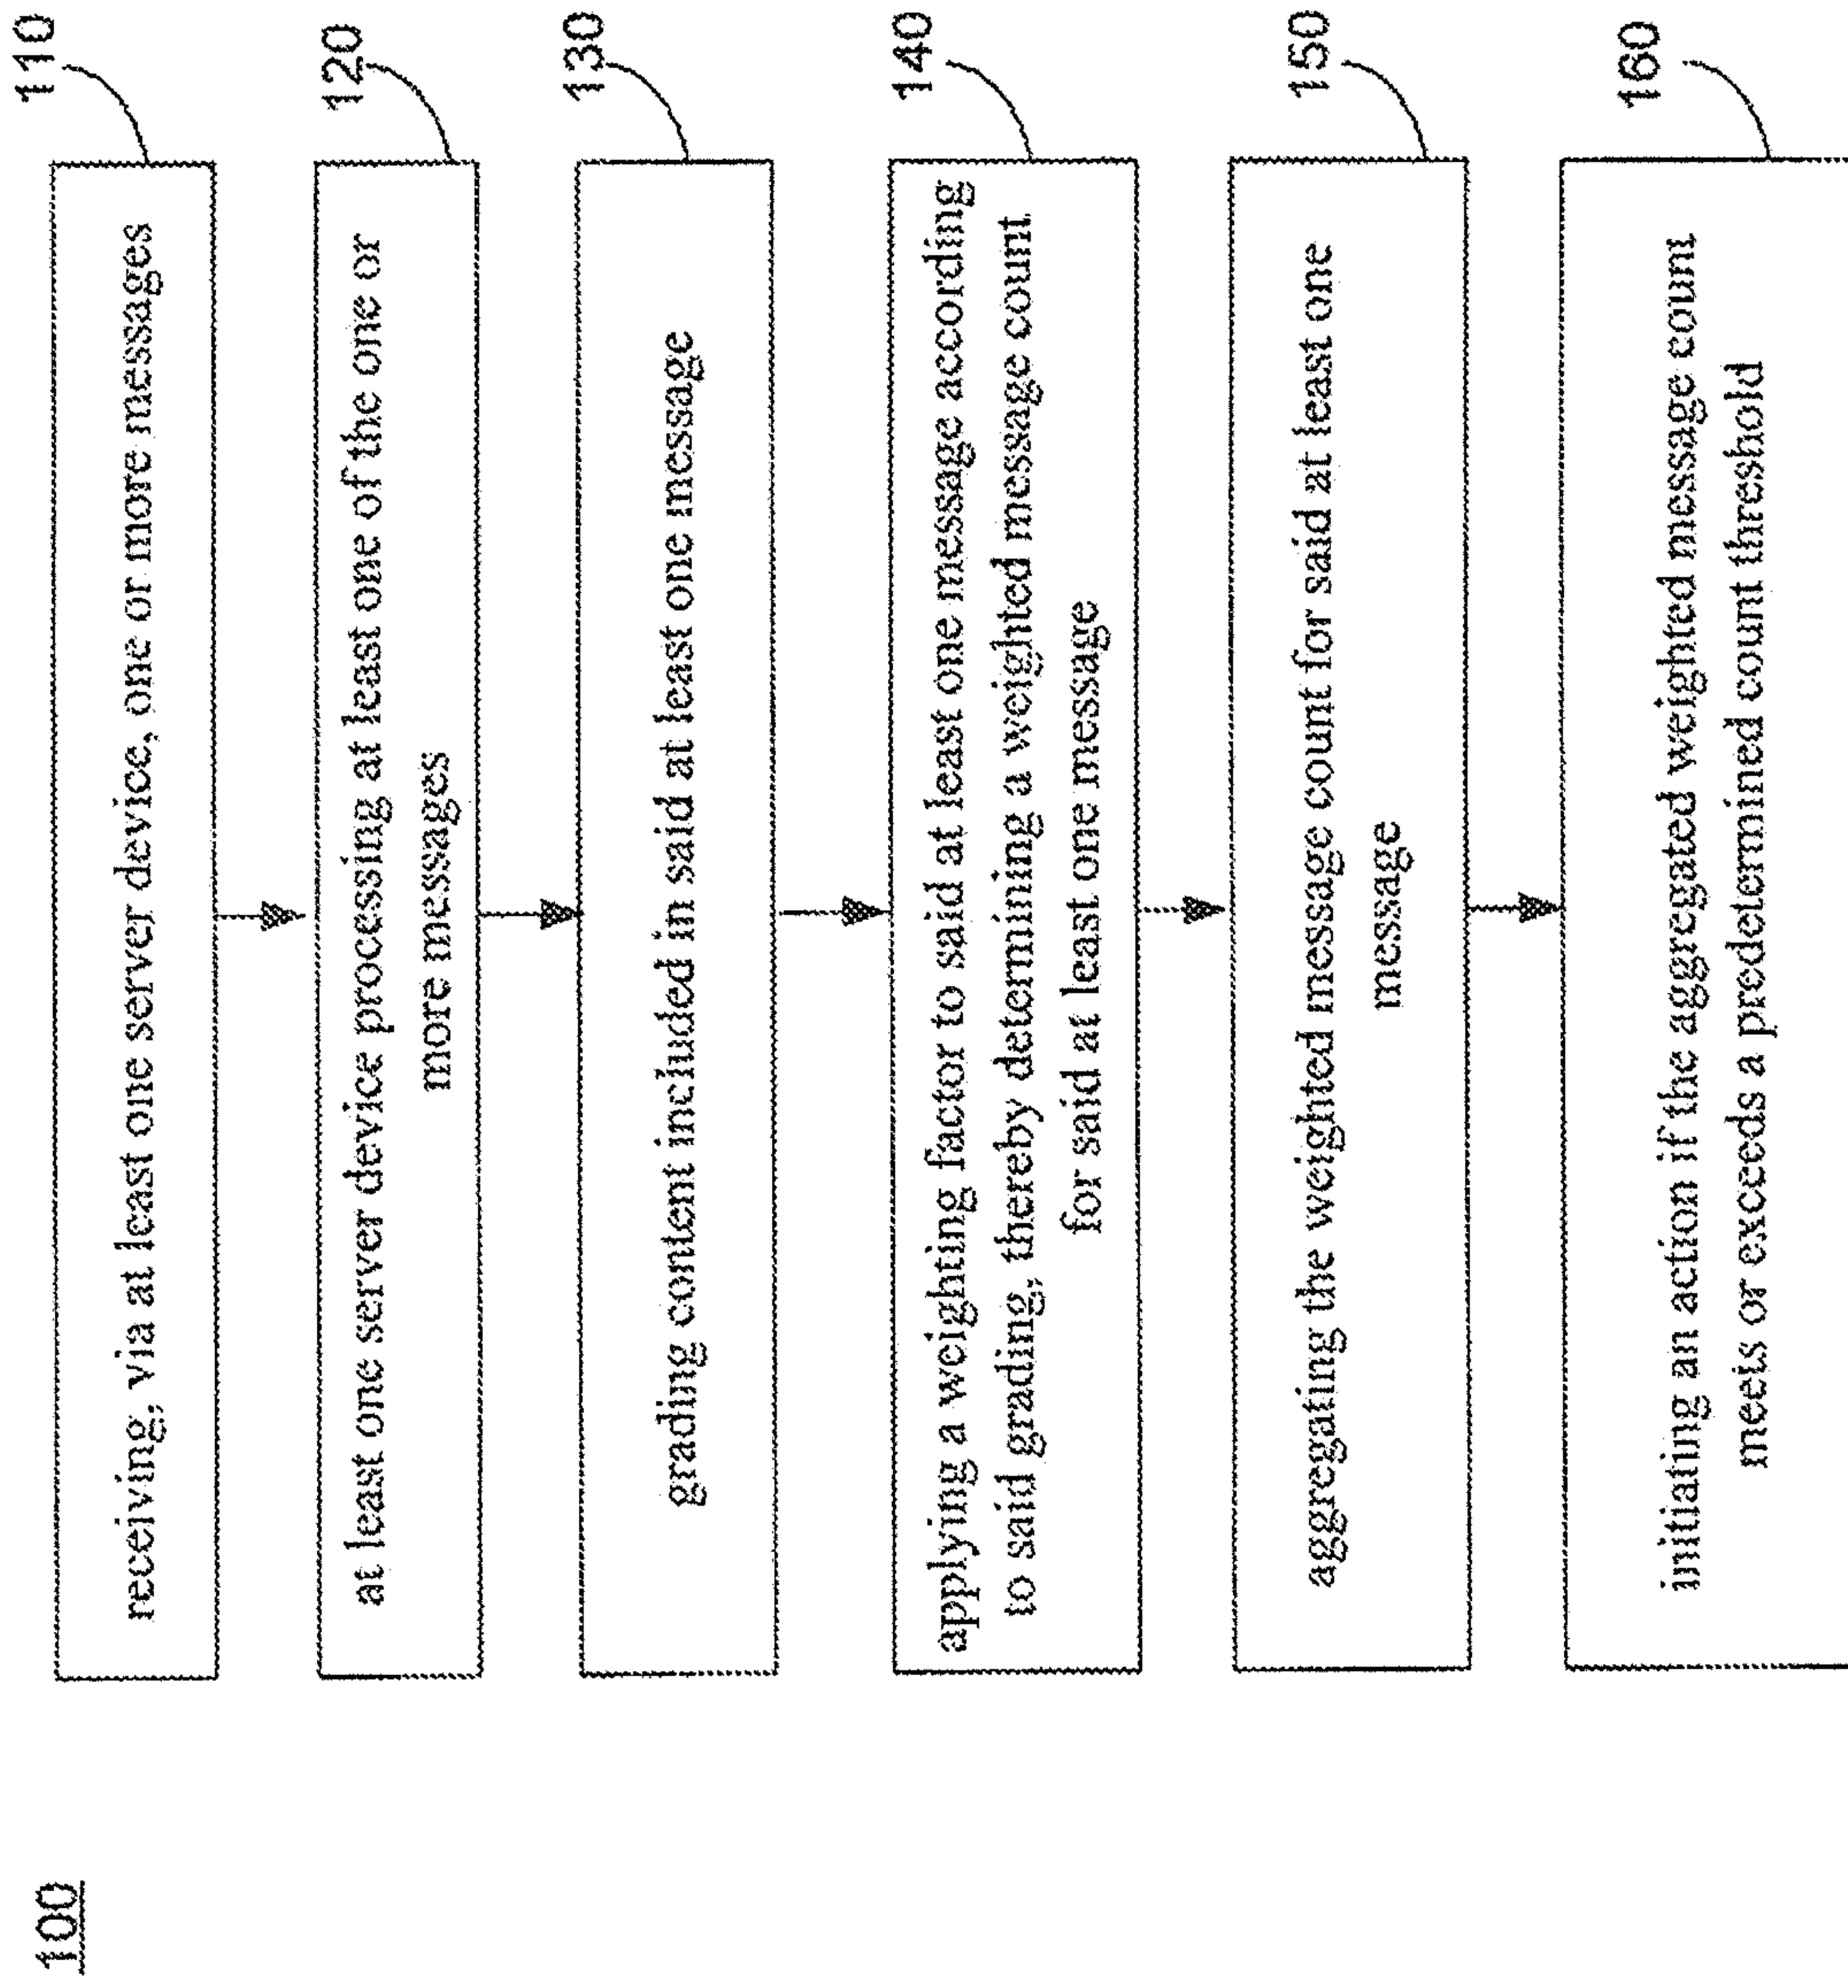 100
110
receiving, via at least one server device, one or more messages
120
at least one server device processing at least one of the one or
more messages
130
grading content included in said at least one message
140
applying a weighting factor to said at least one message according
to said grading, thereby determining a weighted message count
for said at least one message
150
aggregating the weighted message count for said at least one
message
160
initiating an action if the aggregated weighted message count
meets or exceeds a predetermined count threshold